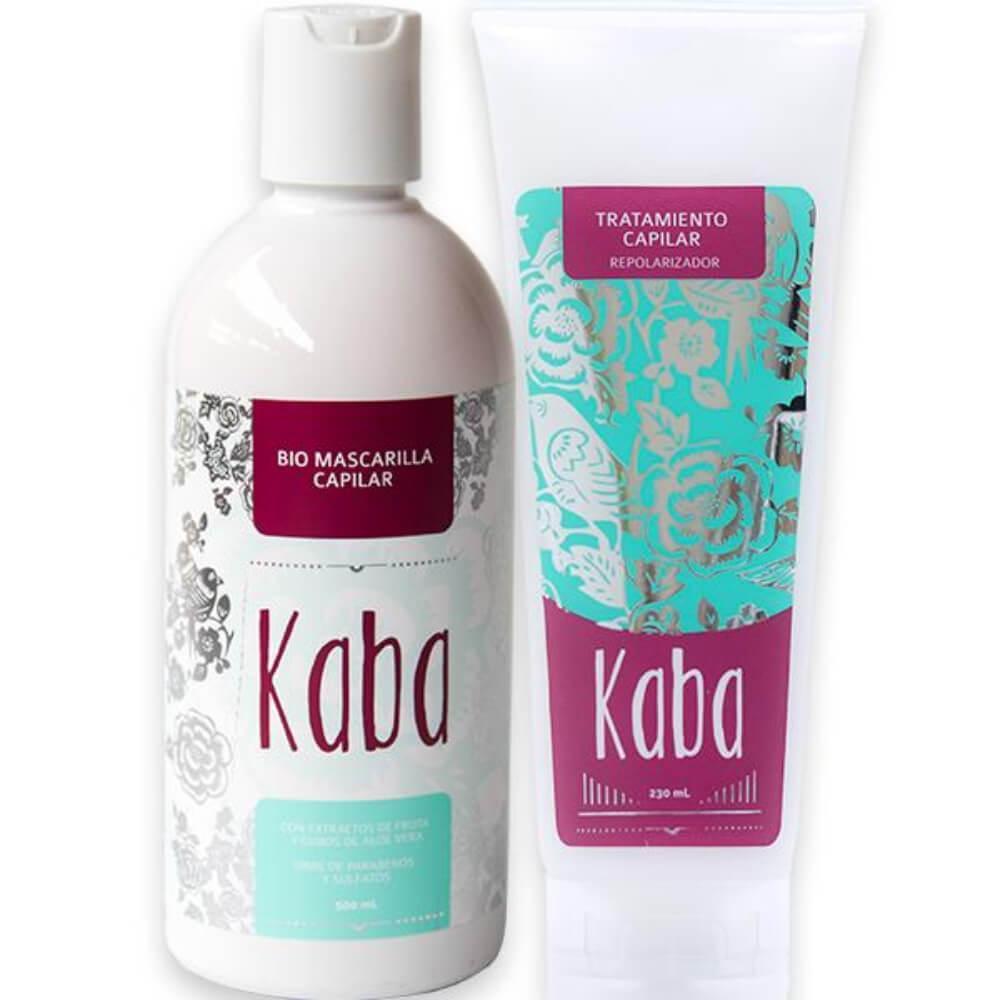 BIO MASCARILLA
CAPILAR
Kaba
CON EXTRACTOS DE FRUTA
Y CUBOS DE ALOE VERA
LIBRE DE PARABENOS
Y SULFATOS
500 mL
TRATAMIENTO
CAPILAR
REPOLARIZADOR
Kaba
230 mL